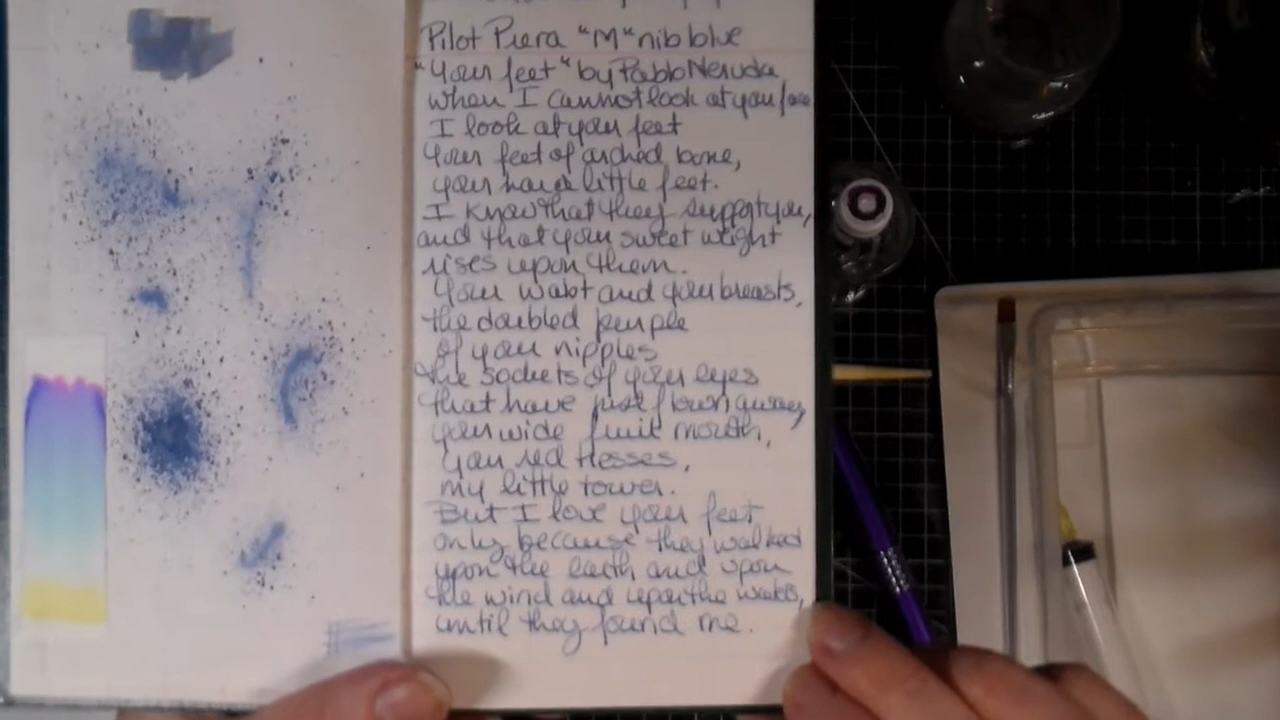 Pilot Piera "M" nib blue
"Your feet" by Pablo Neruda
When I cannot look at your face
I look at your feet
Your feet of arched bone,
your hard little feet.
I know that they support you,
and that your sweet weight
rises upon them.
Your waist and your breasts,
the doubled purple
of your nipples
the sockets of your eyes
that have just flown away,
your wide fruit mouth,
your red tresses,
my little tower.
But I love your feet
only because they walked
upon the earth and upon
the wind and upon the waters,
until they found me.